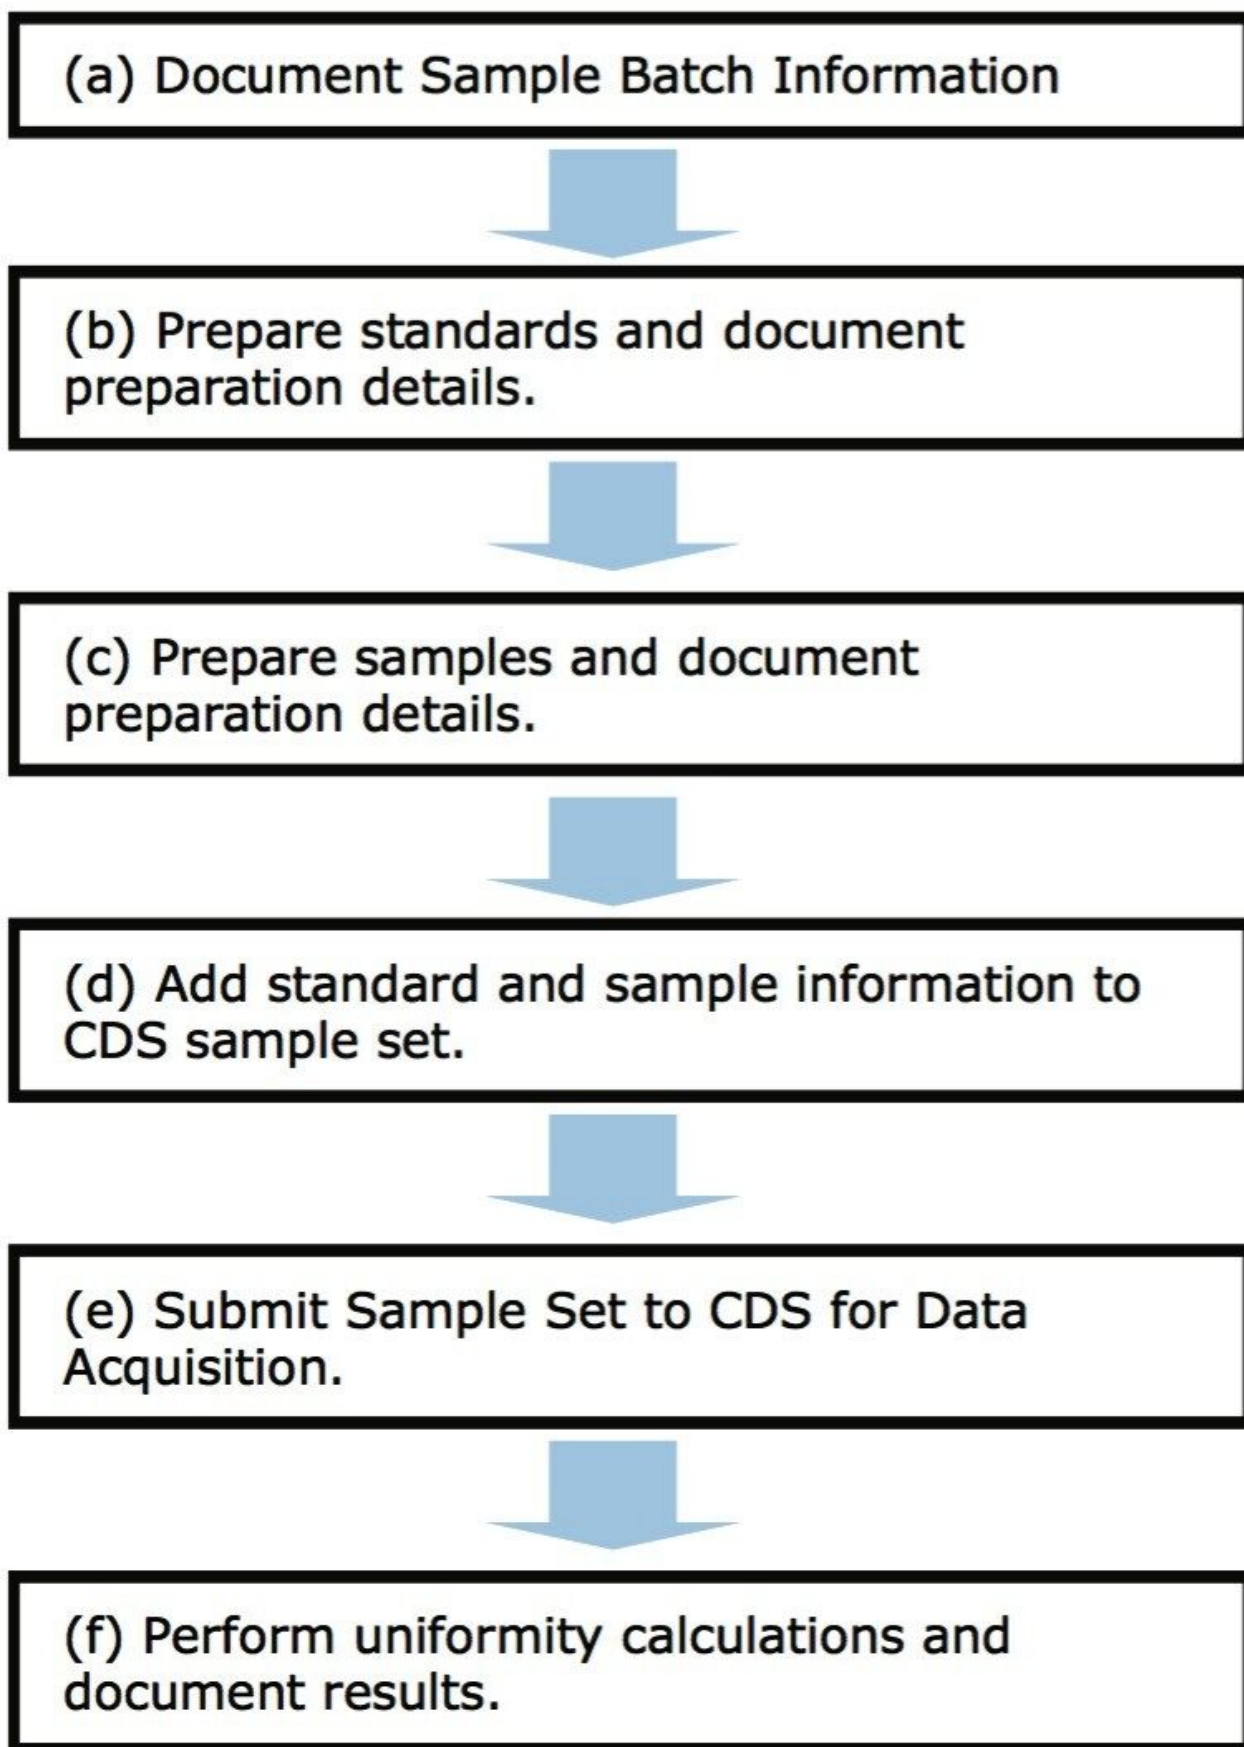 (a) Document Sample Batch Information
(b) Prepare standards and document
preparation details.
(c) Prepare samples and document
preparation details.
(d) Add standard and sample information to
CDS sample set.
(e) Submit Sample Set to CDS for Data
Acquisition.
(f) Perform uniformity calculations and
document results.